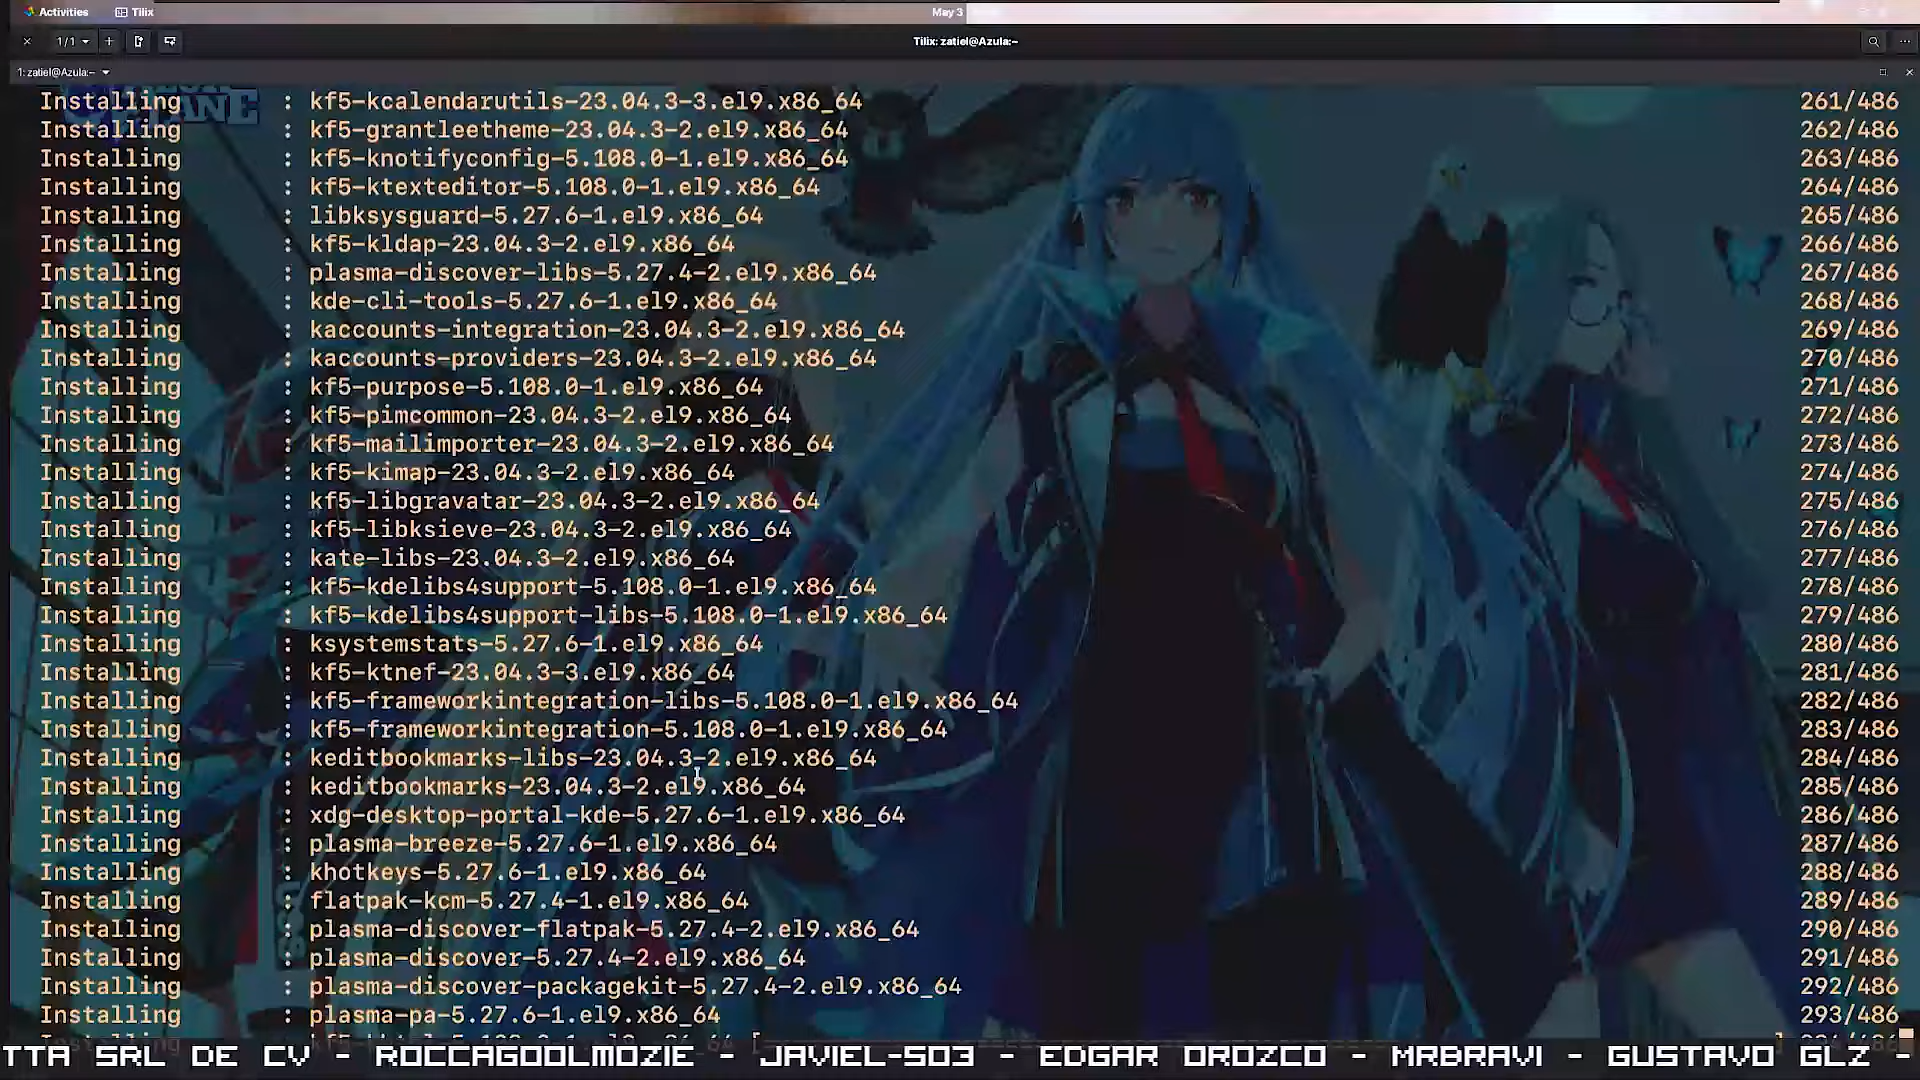 Activities Tilix May 3
1/1 Tilix: zatiel@Azula:~
1: zatiel@Azula:~
Installing : kf5-kcalendarutils-23.04.3-3.el9.x86_64 261/486
Installing : kf5-grantleetheme-23.04.3-2.el9.x86_64 262/486
Installing : kf5-knotifyconfig-5.108.0-1.el9.x86_64 263/486
Installing : kf5-ktexteditor-5.108.0-1.el9.x86_64 264/486
Installing : libksysguard-5.27.6-1.el9.x86_64 265/486
Installing : kf5-kldap-23.04.3-2.el9.x86_64 266/486
Installing : plasma-discover-libs-5.27.4-2.el9.x86_64 267/486
Installing : kde-cli-tools-5.27.6-1.el9.x86_64 268/486
Installing : kaccounts-integration-23.04.3-2.el9.x86_64 269/486
Installing : kaccounts-providers-23.04.3-2.el9.x86_64 270/486
Installing : kf5-purpose-5.108.0-1.el9.x86_64 271/486
Installing : kf5-pimcommon-23.04.3-2.el9.x86_64 272/486
Installing : kf5-mailimporter-23.04.3-2.el9.x86_64 273/486
Installing : kf5-kimap-23.04.3-2.el9.x86_64 274/486
Installing : kf5-libgravatar-23.04.3-2.el9.x86_64 275/486
Installing : kf5-libksieve-23.04.3-2.el9.x86_64 276/486
Installing : kate-libs-23.04.3-2.el9.x86_64 277/486
Installing : kf5-kdelibs4support-5.108.0-1.el9.x86_64 278/486
Installing : kf5-kdelibs4support-libs-5.108.0-1.el9.x86_64 279/486
Installing : ksystemstats-5.27.6-1.el9.x86_64 280/486
Installing : kf5-ktnef-23.04.3-3.el9.x86_64 281/486
Installing : kf5-frameworkintegration-libs-5.108.0-1.el9.x86_64 282/486
Installing : kf5-frameworkintegration-5.108.0-1.el9.x86_64 283/486
Installing : keditbookmarks-libs-23.04.3-2.el9.x86_64 284/486
Installing : keditbookmarks-23.04.3-2.el9.x86_64 285/486
Installing : xdg-desktop-portal-kde-5.27.6-1.el9.x86_64 286/486
Installing : plasma-breeze-5.27.6-1.el9.x86_64 287/486
Installing : khotkeys-5.27.6-1.el9.x86_64 288/486
Installing : flatpak-kcm-5.27.4-1.el9.x86_64 289/486
Installing : plasma-discover-flatpak-5.27.4-2.el9.x86_64 290/486
Installing : plasma-discover-5.27.4-2.el9.x86_64 291/486
Installing : plasma-discover-packagekit-5.27.4-2.el9.x86_64 292/486
Installing : plasma-pa-5.27.6-1.el9.x86_64 293/486
TTA SRL DE CV - ROCCAGOOLMOZIE - JAVIEL-S03 - EDGAR OROZCO - MRBRAVI - GUSTAVO GLZ -